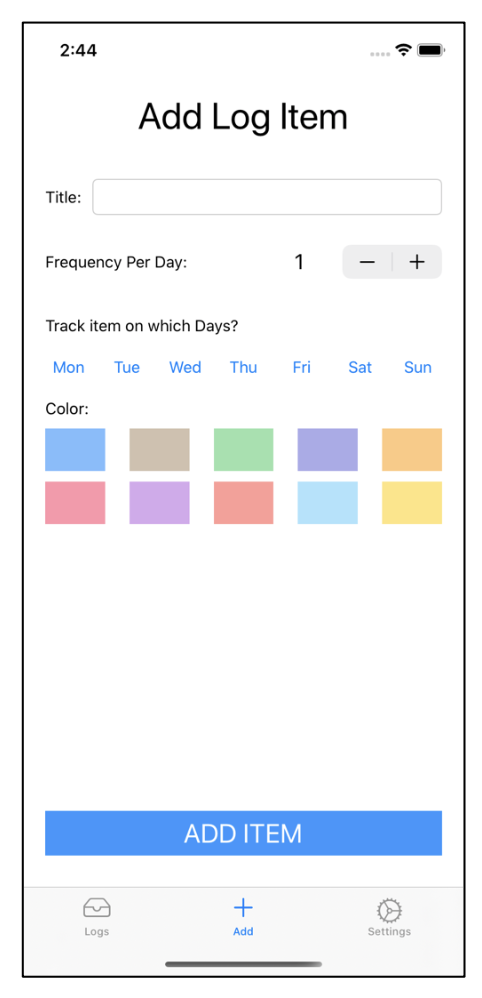 2:44
Add Log Item
Title:
Frequency Per Day: 1 − +
Track item on which Days?
Mon Tue Wed Thu Fri Sat Sun
Color:
ADD ITEM
Logs Add Settings